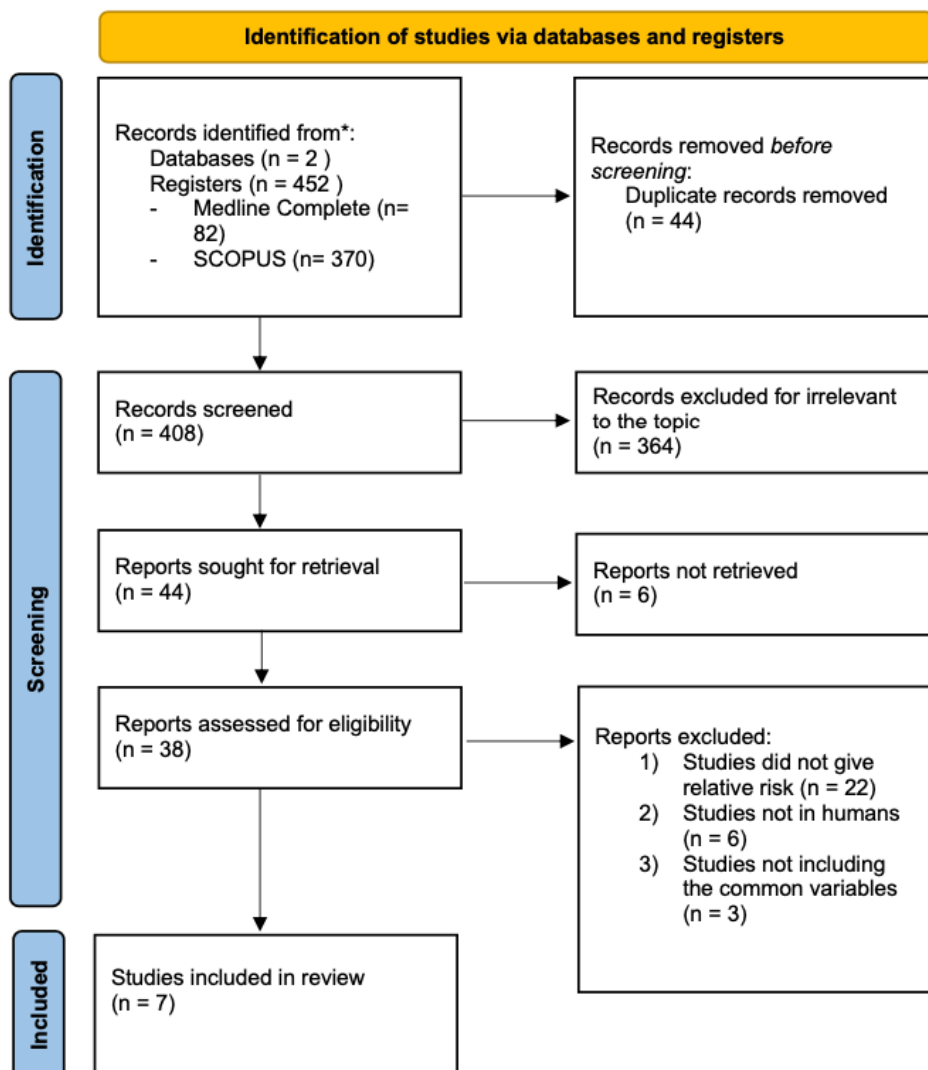 Identification of studies via databases and registers
Identification
Records identified from*:
Databases (n = 2 )
Registers (n = 452 )
- Medline Complete (n=
82)
- SCOPUS (n= 370)
Records removed before
screening:
Duplicate records removed
(n = 44)
Screening
Records screened
(n = 408)
Records excluded for irrelevant
to the topic
(n = 364)
Reports sought for retrieval
(n = 44)
Reports not retrieved
(n = 6)
Reports assessed for eligibility
(n = 38)
Reports excluded:
1) Studies did not give
relative risk (n = 22)
2) Studies not in humans
(n = 6)
3) Studies not including
the common variables
(n = 3)
Included
Studies included in review
(n = 7)